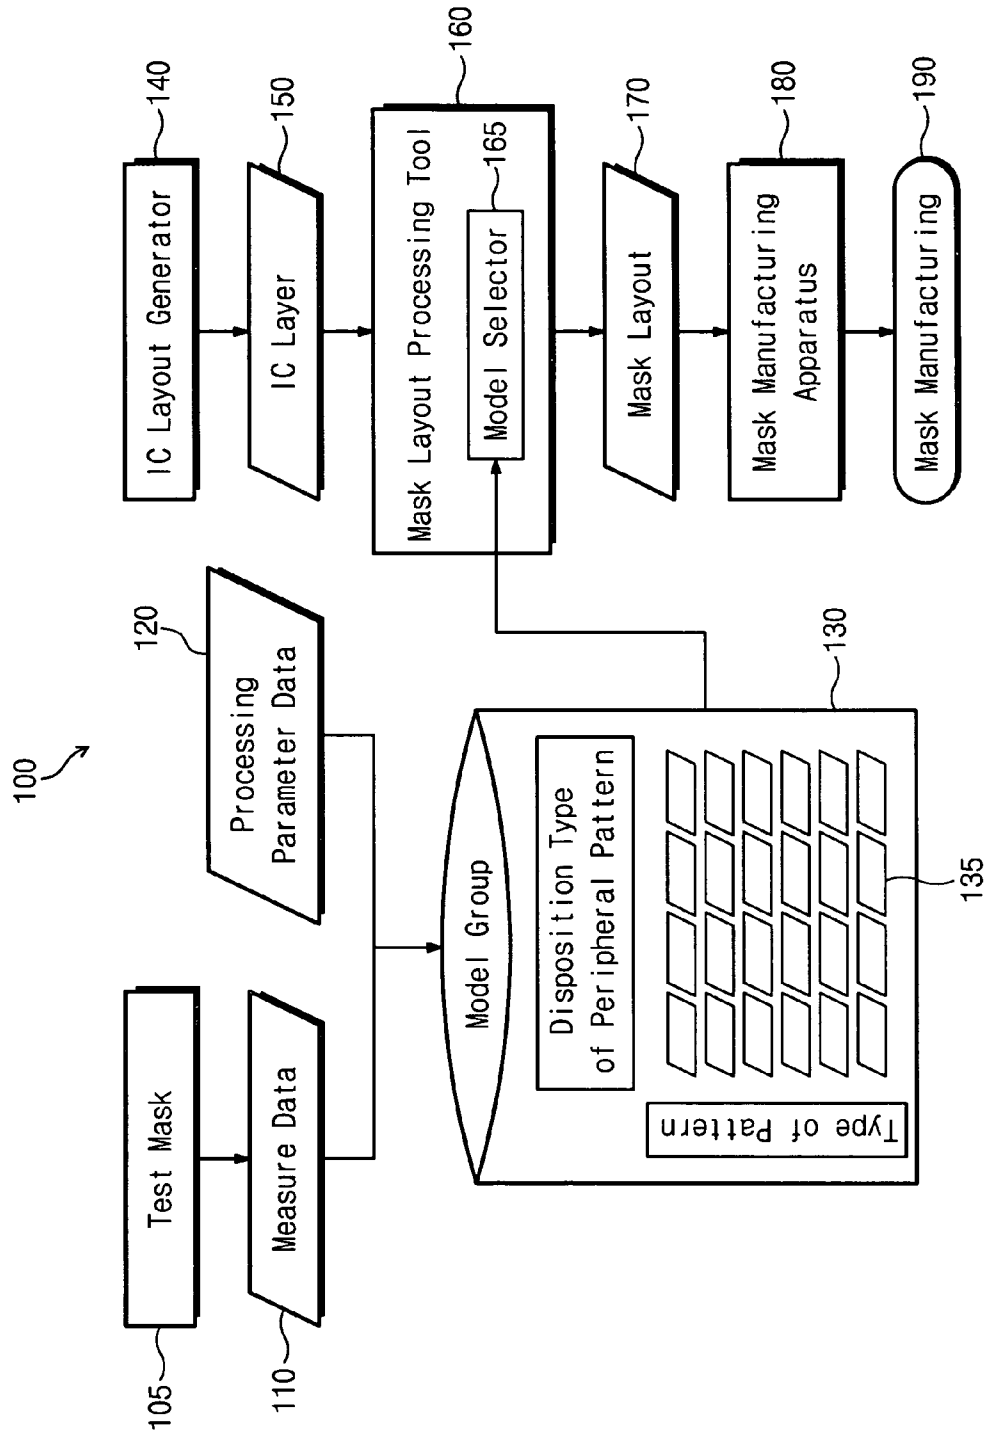 100
105
Test Mask
110
Measure Data
120
Processing
Parameter Data
Model Group
130
Disposition Type
of Peripheral Pattern
Type of Pattern
135
140
IC Layout Generator
150
IC Layer
160
Mask Layout Processing Tool
165
Model Selector
170
Mask Layout
180
Mask Manufacturing
Apparatus
190
Mask Manufacturing